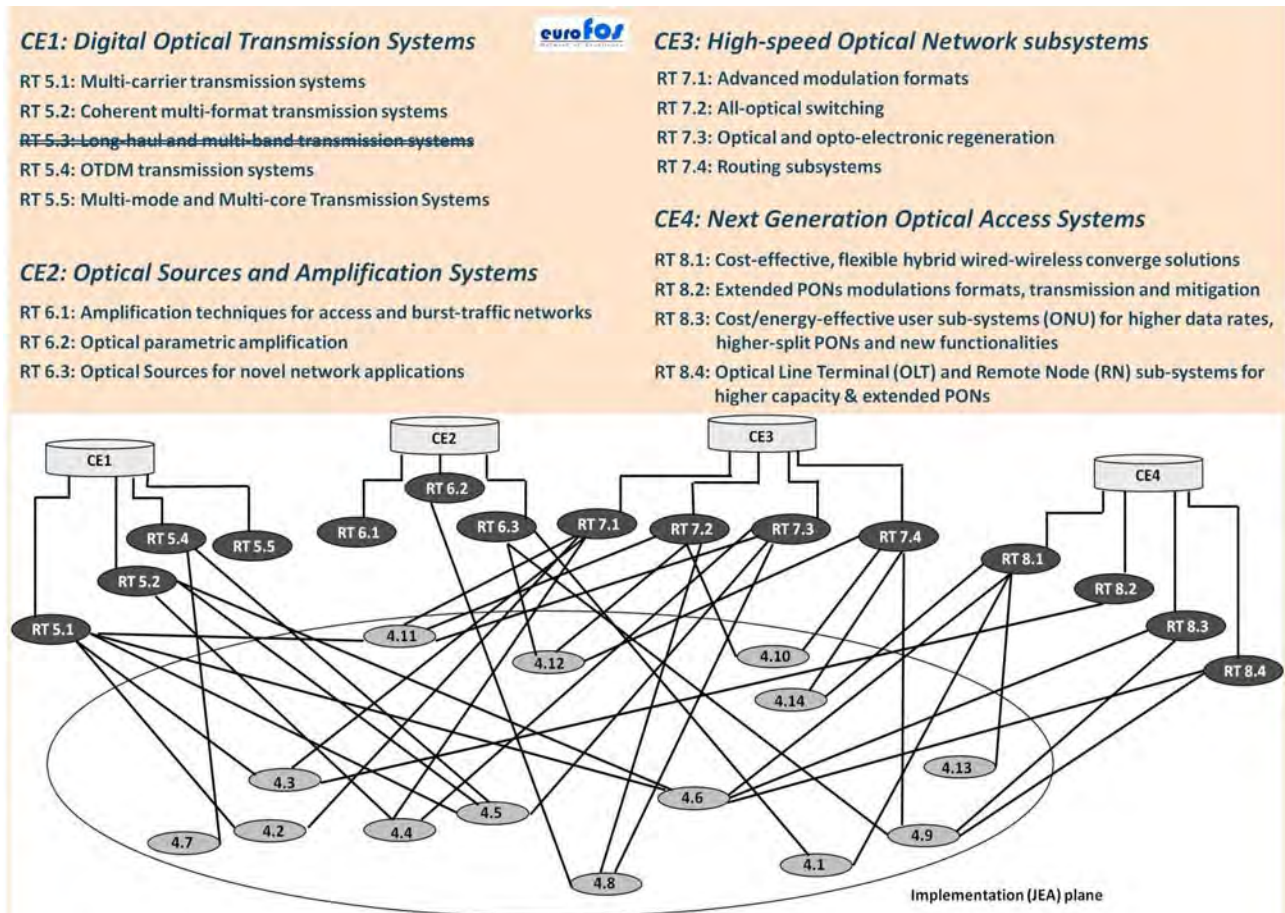 CE1: Digital Optical Transmission Systems
RT 5.1: Multi-carrier transmission systems
RT 5.2: Coherent multi-format transmission systems
RT 5.3: Long-haul and multi-band transmission systems
RT 5.4: OTDM transmission systems
RT 5.5: Multi-mode and Multi-core Transmission Systems
CE2: Optical Sources and Amplification Systems
RT 6.1: Amplification techniques for access and burst-traffic networks
RT 6.2: Optical parametric amplification
RT 6.3: Optical Sources for novel network applications
euroFOS
Network of Excellence
CE3: High-speed Optical Network subsystems
RT 7.1: Advanced modulation formats
RT 7.2: All-optical switching
RT 7.3: Optical and opto-electronic regeneration
RT 7.4: Routing subsystems
CE4: Next Generation Optical Access Systems
RT 8.1: Cost-effective, flexible hybrid wired-wireless converge solutions
RT 8.2: Extended PONs modulations formats, transmission and mitigation
RT 8.3: Cost/energy-effective user sub-systems (ONU) for higher data rates,
higher-split PONs and new functionalities
RT 8.4: Optical Line Terminal (OLT) and Remote Node (RN) sub-systems for
higher capacity & extended PONs
CE1
CE2
CE3
CE4
RT 6.2
RT 5.4
RT 5.5
RT 6.1
RT 6.3
RT 7.1
RT 7.2
RT 7.3
RT 7.4
RT 8.1
RT 5.2
RT 8.2
RT 5.1
RT 8.3
RT 8.4
4.11
4.12
4.10
4.14
4.13
4.3
4.6
4.5
4.2
4.4
4.9
4.7
4.1
4.8
Implementation (JEA) plane